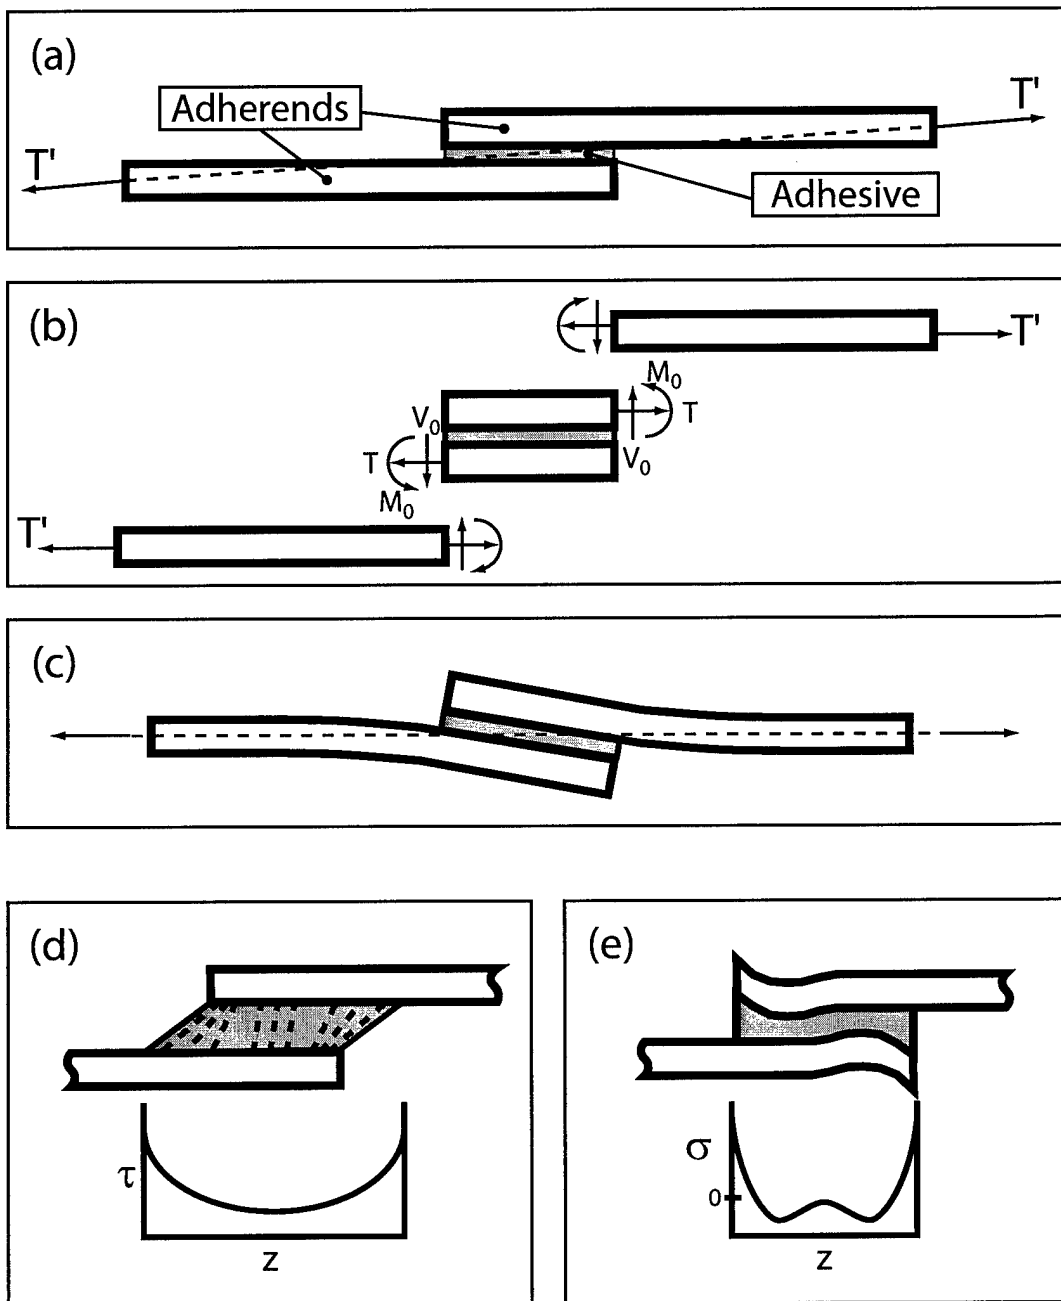 (a)
Adherends
T'
T'
Adhesive
(b)
T'
M₀
V₀
T
T
V₀
M₀
T'
(c)
(d)
τ
z
(e)
σ
0
z